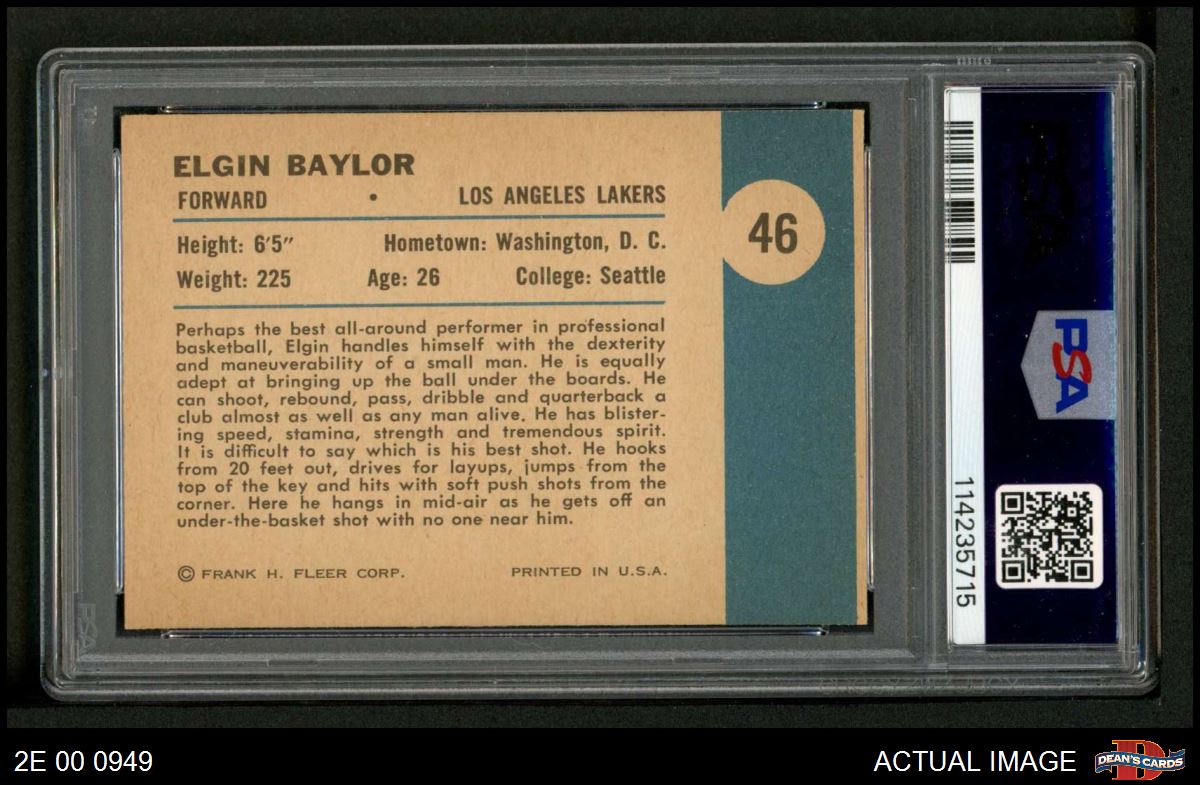 ELGIN BAYLOR
FORWARD • LOS ANGELES LAKERS
Height: 6'5" Hometown: Washington, D. C.
Weight: 225 Age: 26 College: Seattle
46
Perhaps the best all-around performer in professional
basketball, Elgin handles himself with the dexterity
and maneuverability of a small man. He is equally
adept at bringing up the ball under the boards. He
can shoot, rebound, pass, dribble and quarterback a
club almost as well as any man alive. He has blister-
ing speed, stamina, strength and tremendous spirit.
It is difficult to say which is his best shot. He hooks
from 20 feet out, drives for layups, jumps from the
top of the key and hits with soft push shots from the
corner. Here he hangs in mid-air as he gets off an
under-the-basket shot with no one near him.
© FRANK H. FLEER CORP. PRINTED IN U.S.A.
PSA
114235715
2E 00 0949
ACTUAL IMAGE
DEAN'S CARDS